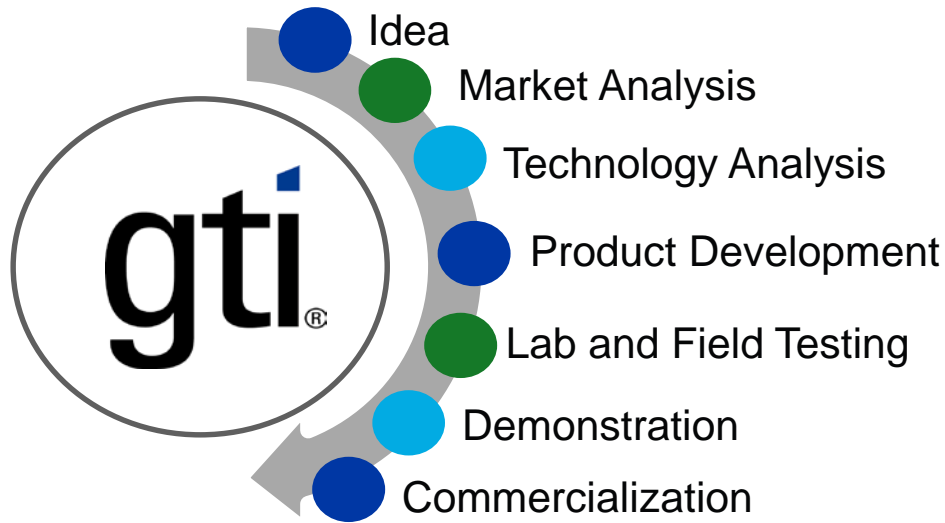 Idea
Market Analysis
Technology Analysis
gti®
Product Development
Lab and Field Testing
Demonstration
Commercialization